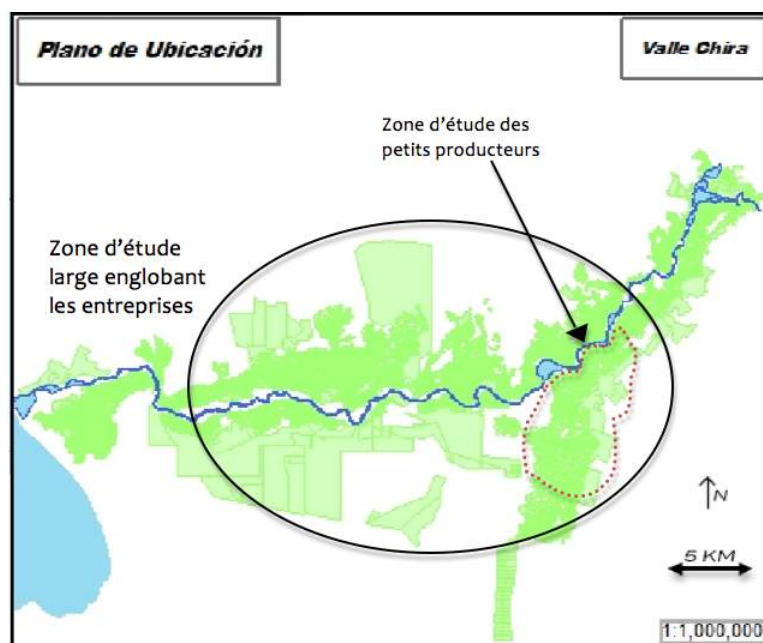 Plano de Ubicación
Valle Chira
Zone d'étude des
petits producteurs
Zone d'étude
large englobant
les entreprises
N
5 KM
1:1,000,000